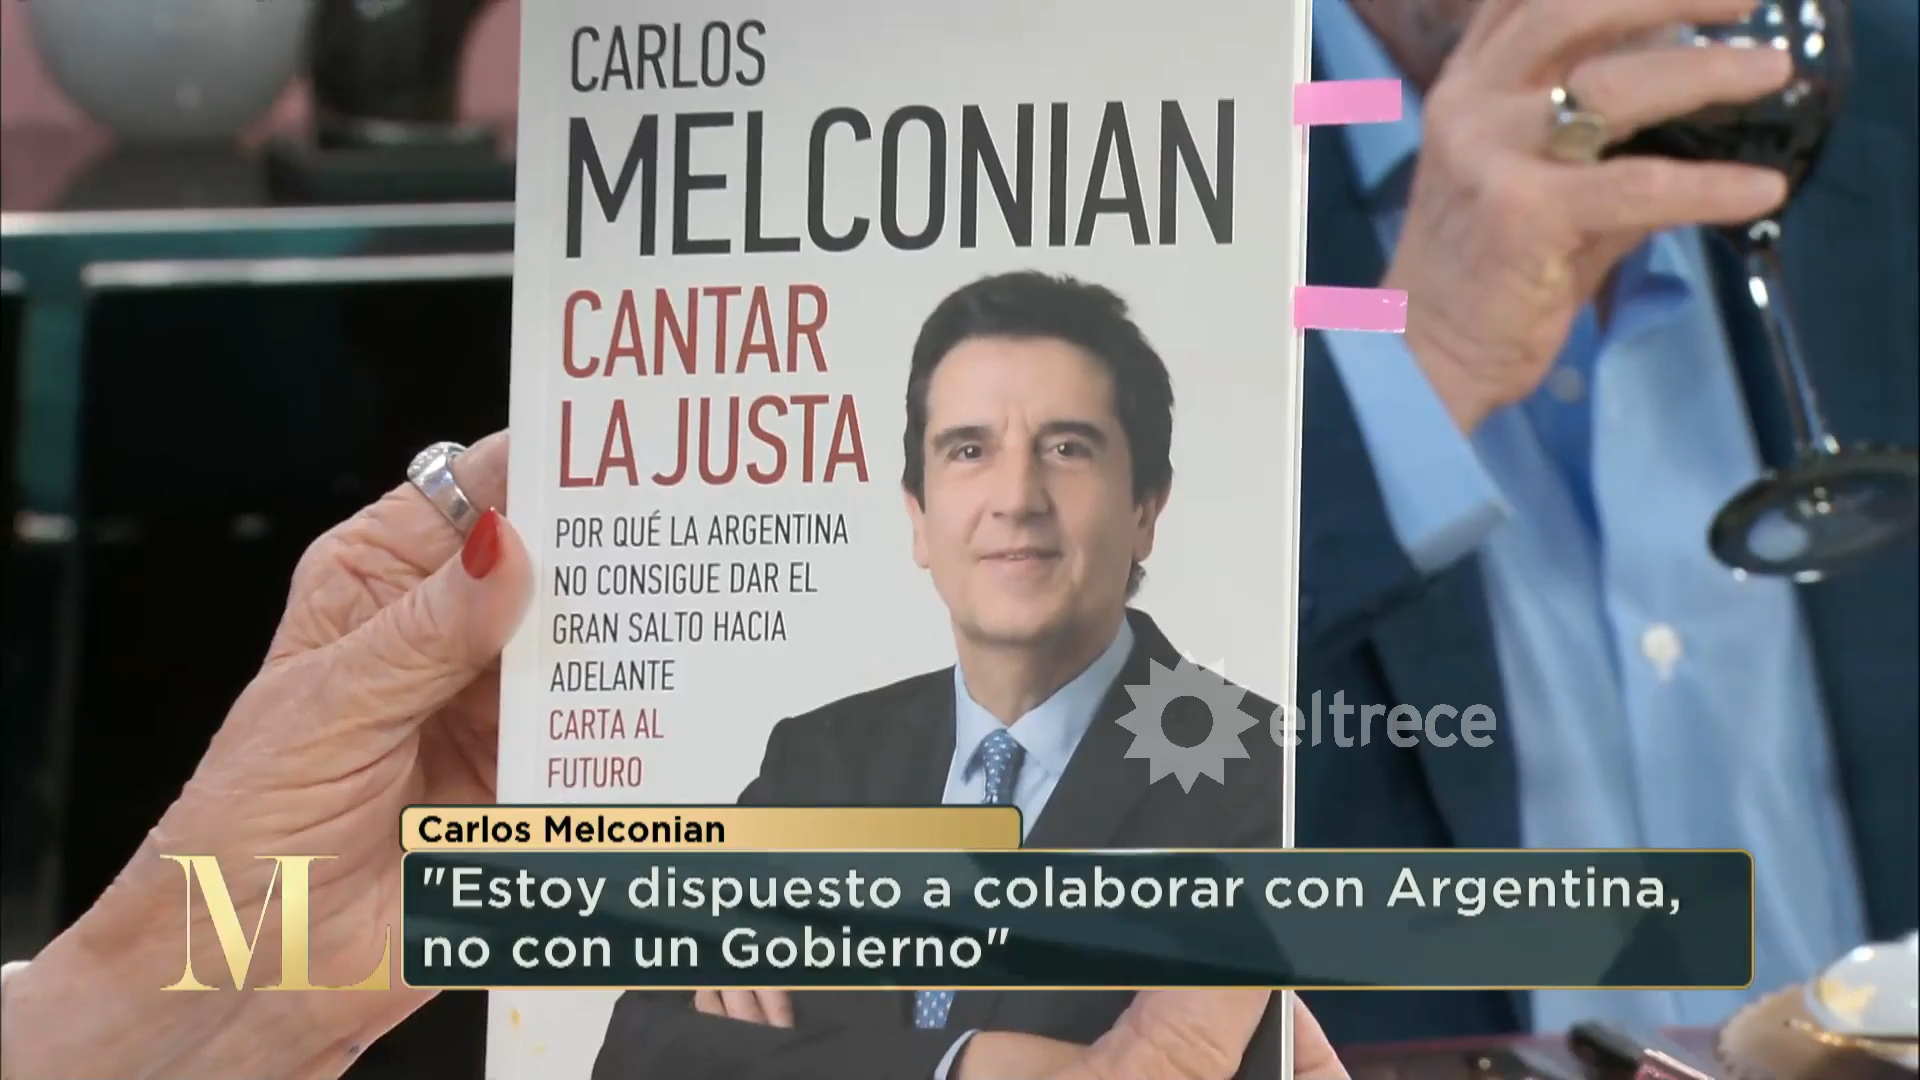 CARLOS
MELCONIAN
CANTAR
LA JUSTA
POR QUÉ LA ARGENTINA
NO CONSIGUE DAR EL
GRAN SALTO HACIA
ADELANTE
CARTA AL
FUTURO
eltrece
Carlos Melconian
ML
"Estoy dispuesto a colaborar con Argentina,
no con un Gobierno"